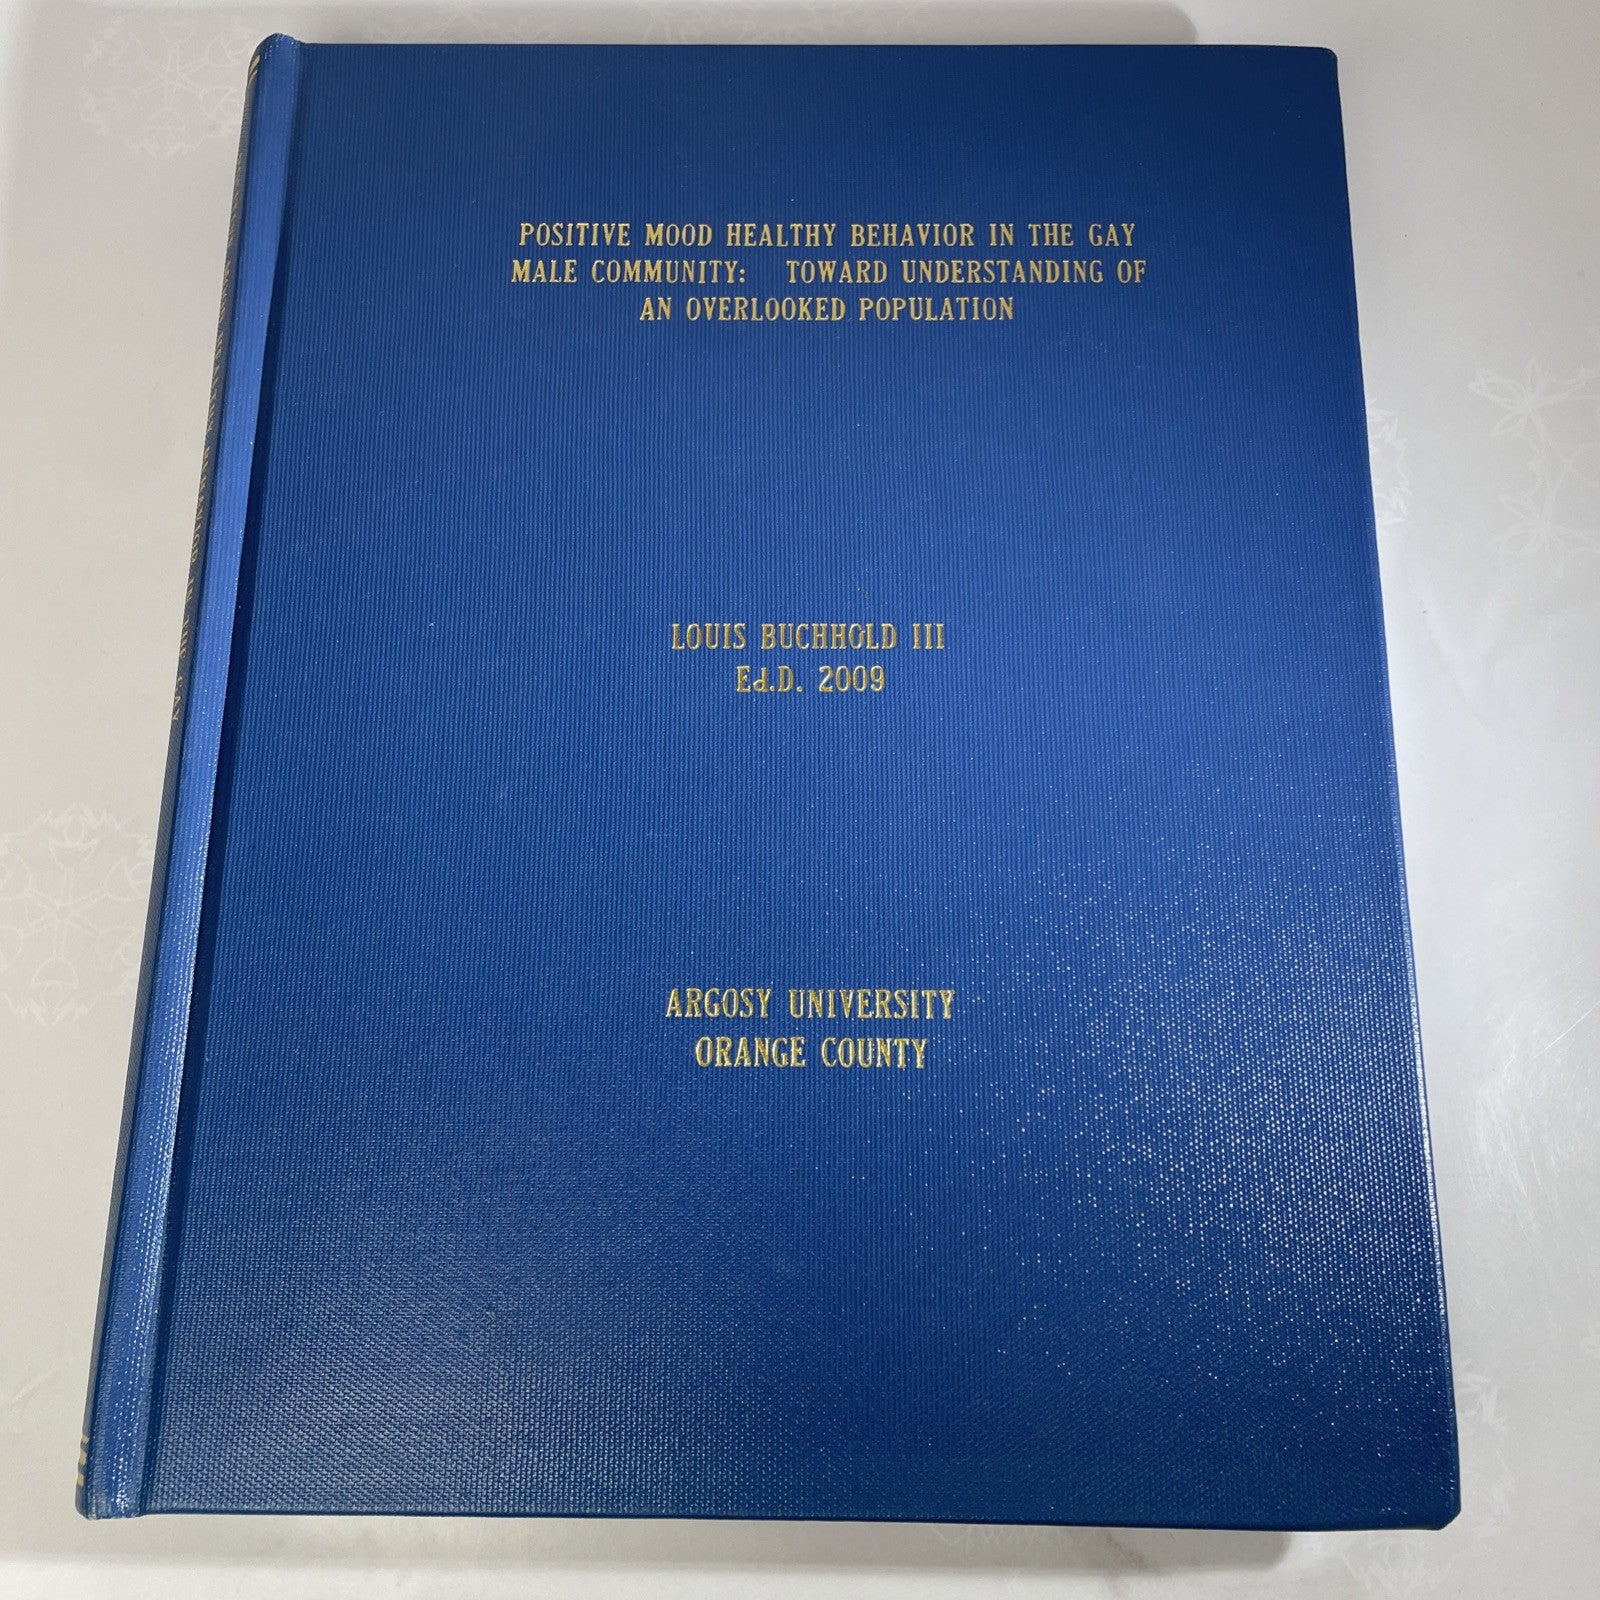 POSITIVE MOOD HEALTHY BEHAVIOR IN THE GAY
MALE COMMUNITY: TOWARD UNDERSTANDING OF
AN OVERLOOKED POPULATION
LOUIS BUCHHOLD III
Ed.D. 2009
ARGOSY UNIVERSITY
ORANGE COUNTY